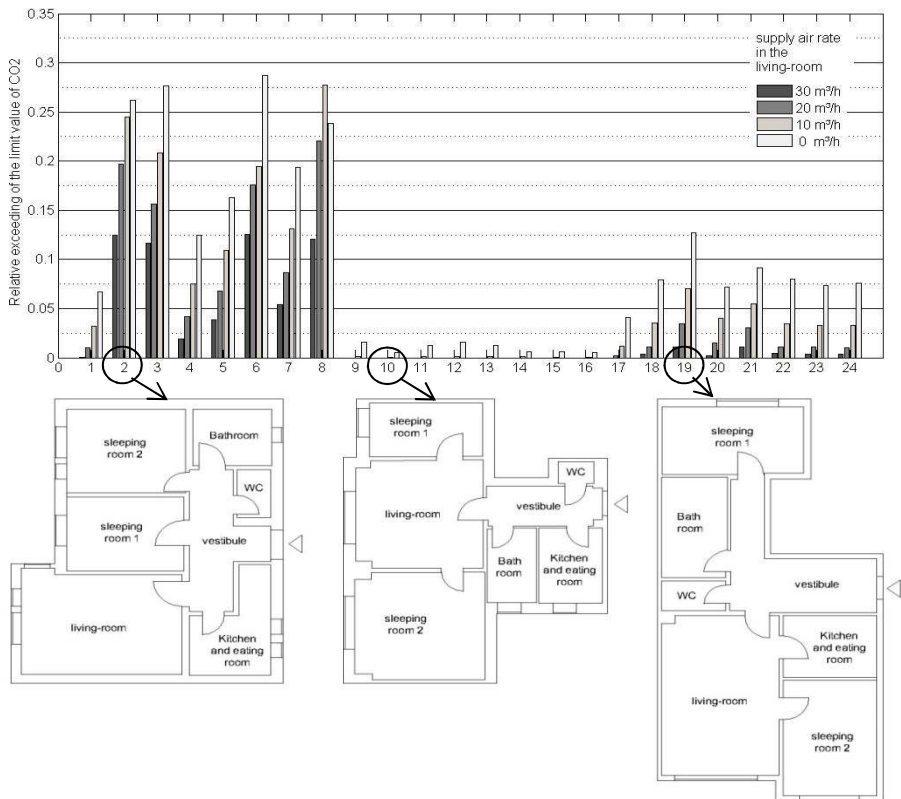 Relative exceeding of the limit value of CO2
0.35
0.3
0.25
0.2
0.15
0.1
0.05
0
supply air rate
in the
living-room
30 m³/h
20 m³/h
10 m³/h
0 m³/h
0 1 2 3 4 5 6 7 8 9 10 11 12 13 14 15 16 17 18 19 20 21 22 23 24
sleeping
room 2
Bathroom
WC
sleeping
room 1
vestibule
living-room
Kitchen
and eating
room
sleeping
room 1
WC
living-room
vestibule
Bath
room
Kitchen
and eating
room
sleeping
room 2
sleeping
room 1
Bath
room
vestibule
WC
Kitchen
and eating
room
living-room
sleeping
room 2